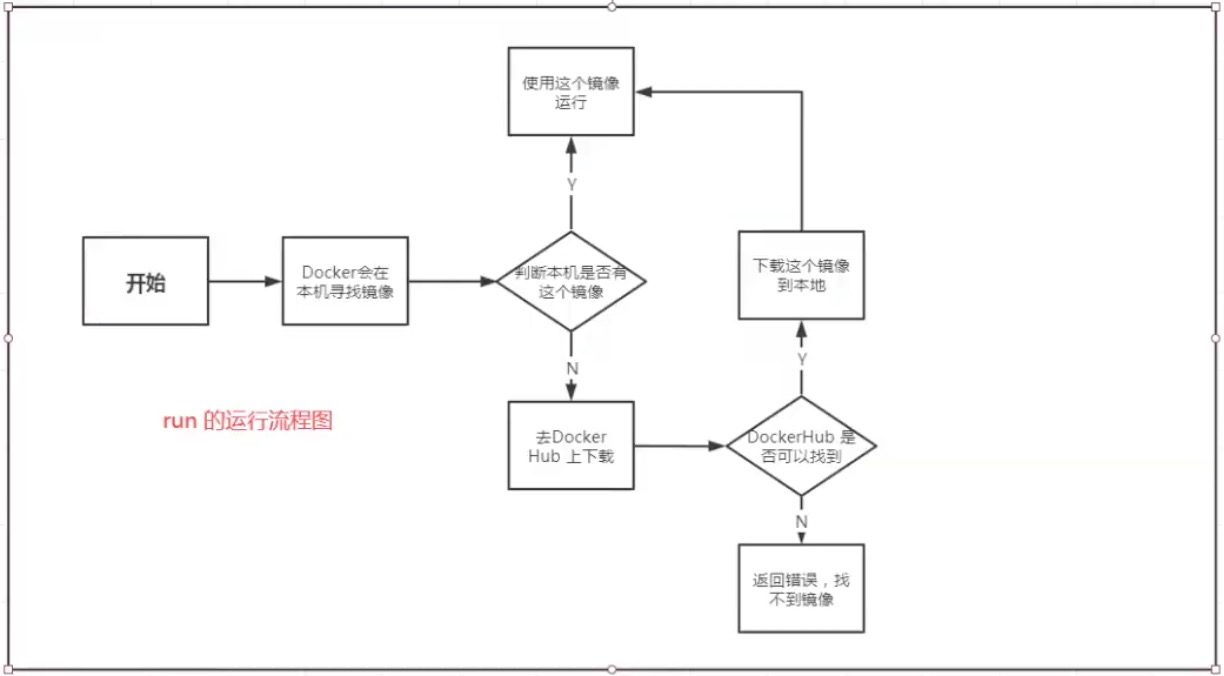 使用这个镜像
运行
Y
开始
Docker会在
本机寻找镜像
判断本机是否有
这个镜像
下载这个镜像
到本地
N
Y
run 的运行流程图
去Docker
Hub 上下载
DockerHub 是
否可以找到
N
返回错误，找
不到镜像